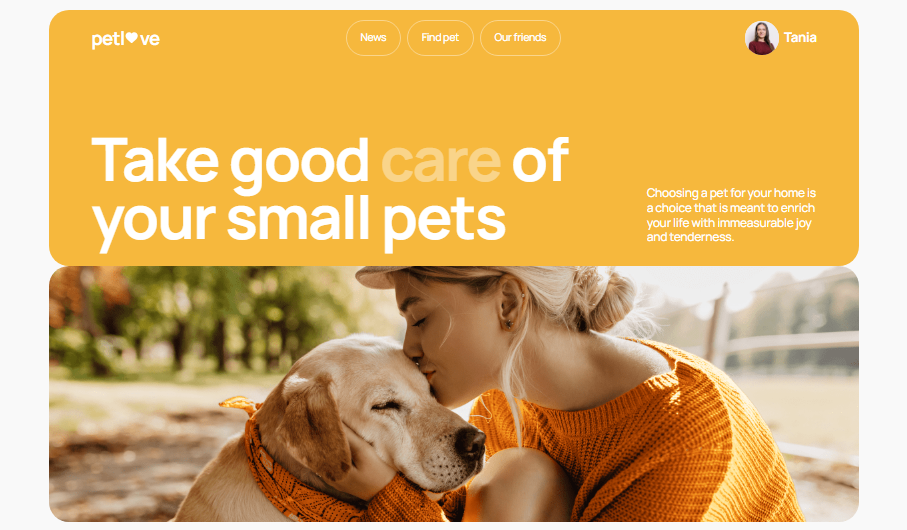 petl♥ve
News
Find pet
Our friends
Tania
Take good care of
your small pets
Choosing a pet for your home is
a choice that is meant to enrich
your life with immeasurable joy
and tenderness.